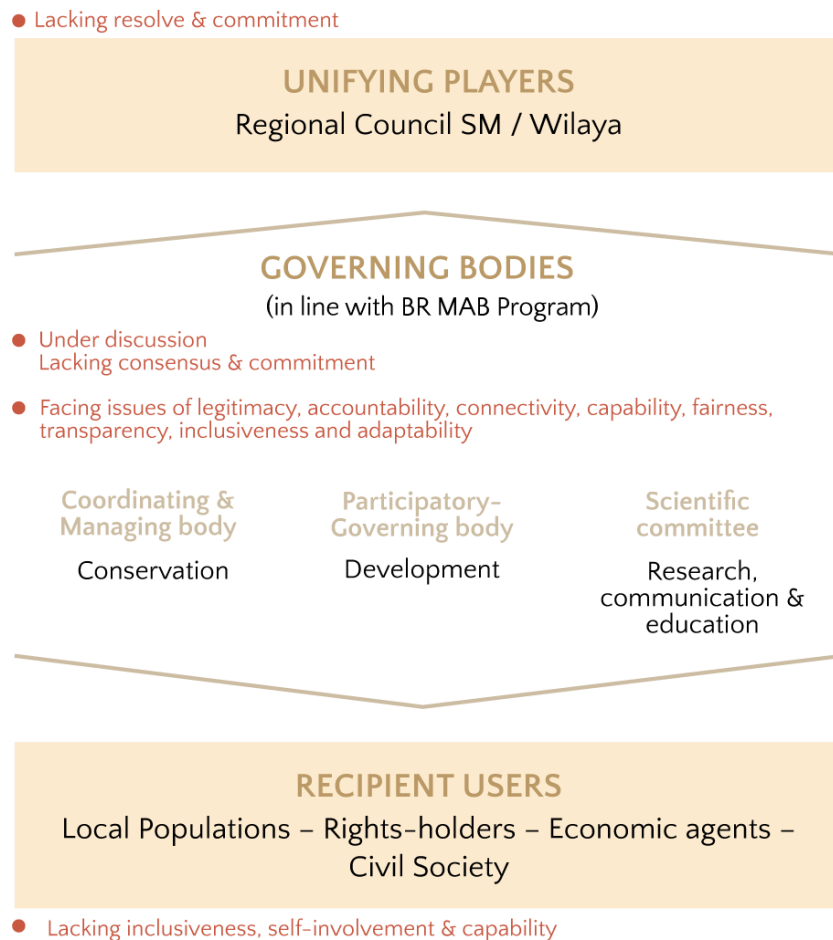 Lacking resolve & commitment
UNIFYING PLAYERS
Regional Council SM / Wilaya
GOVERNING BODIES
(in line with BR MAB Program)
Under discussion
Lacking consensus & commitment
Facing issues of legitimacy, accountability, connectivity, capability, fairness,
transparency, inclusiveness and adaptability
Coordinating &
Managing body
Conservation
Participatory-
Governing body
Development
Scientific
committee
Research,
communication &
education
RECIPIENT USERS
Local Populations – Rights-holders – Economic agents –
Civil Society
Lacking inclusiveness, self-involvement & capability